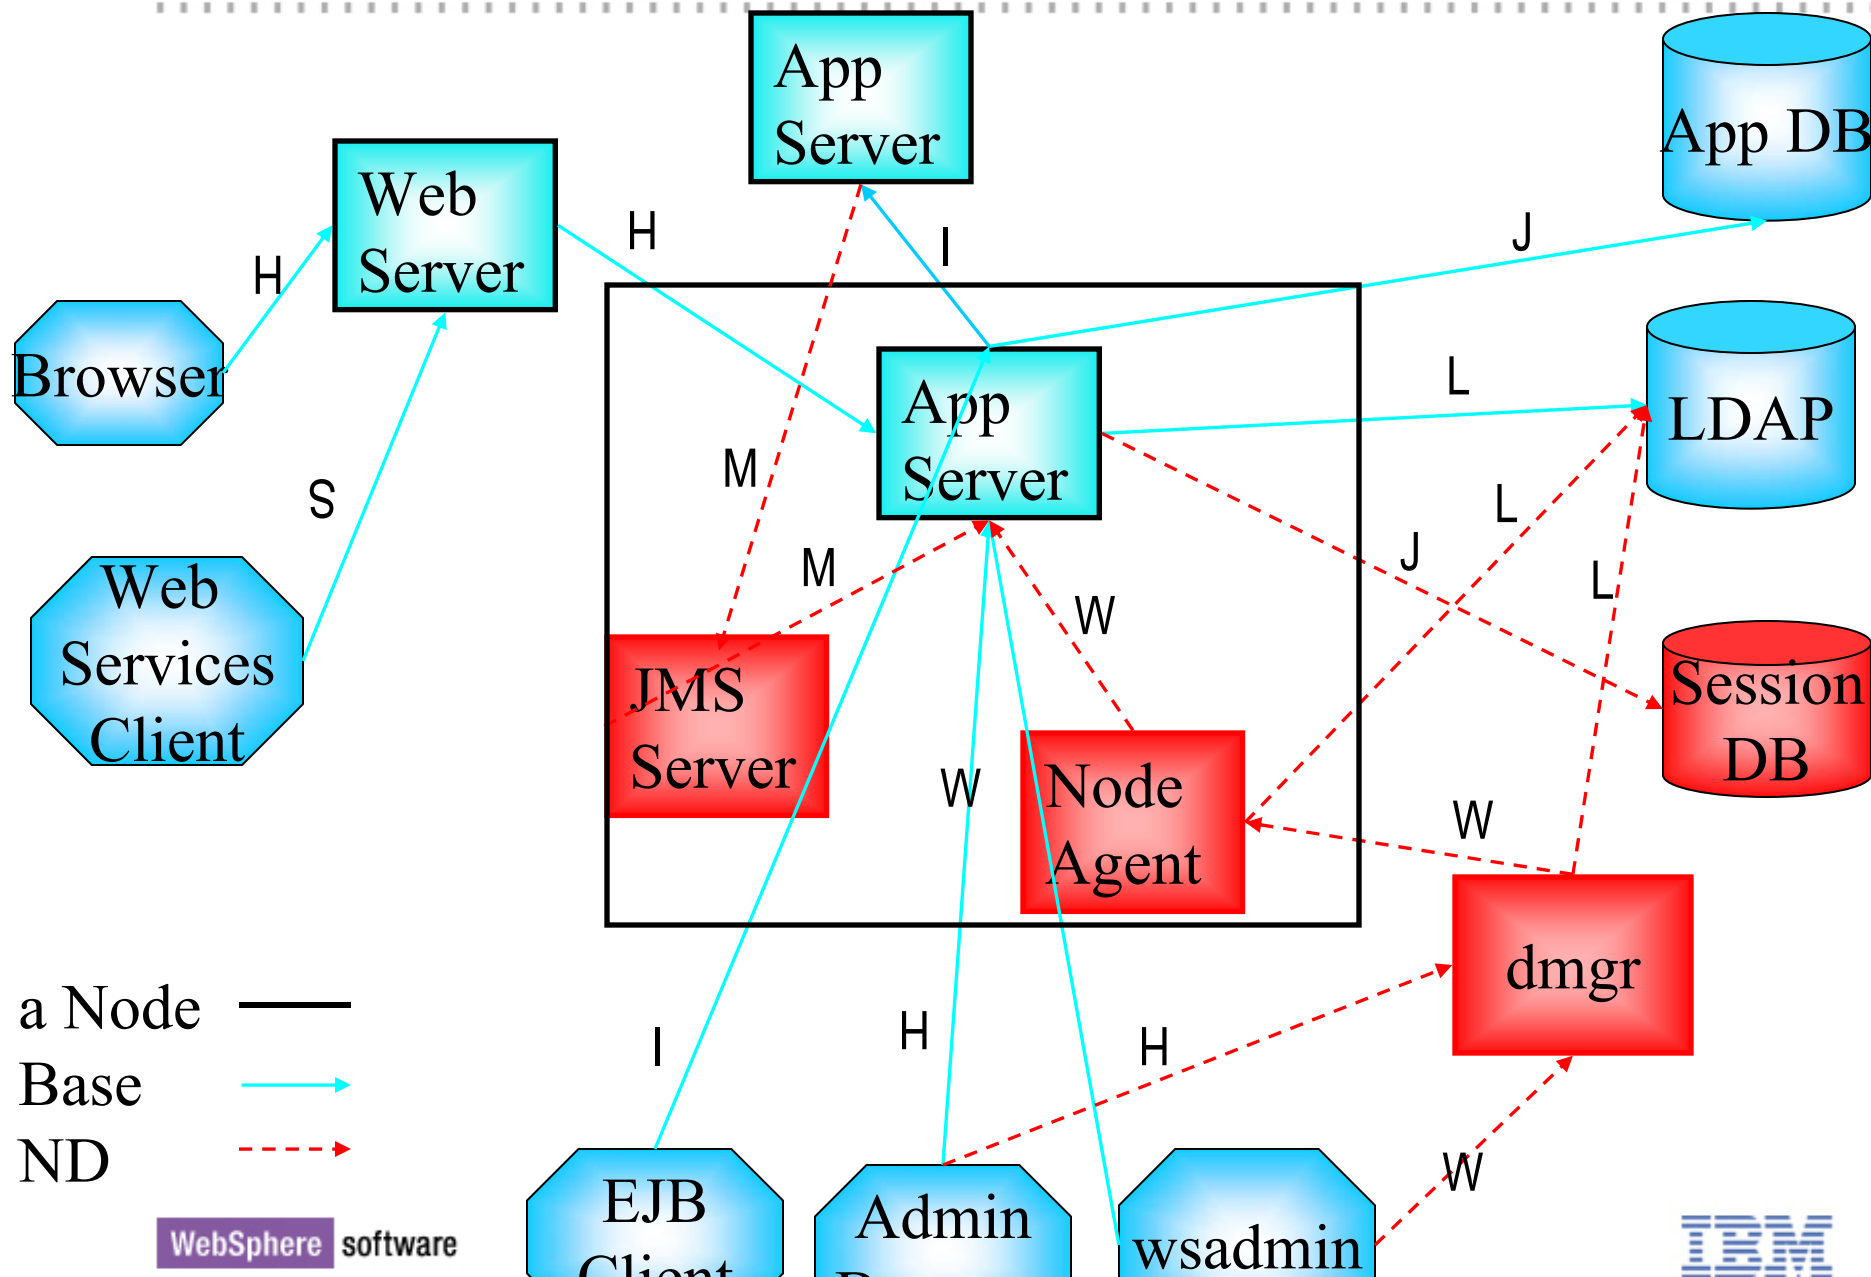 App
Server
App DB
Web
Server
H
I
J
H
Browser
App
Server
L
LDAP
M
S
L
J
M
L
W
Web
Services
Client
JMS
Server
Session
DB
W
Node
Agent
W
dmgr
a Node
Base
ND
I
H
H
W
EJB
Client
Admin
wsadmin
WebSphere software
IBM